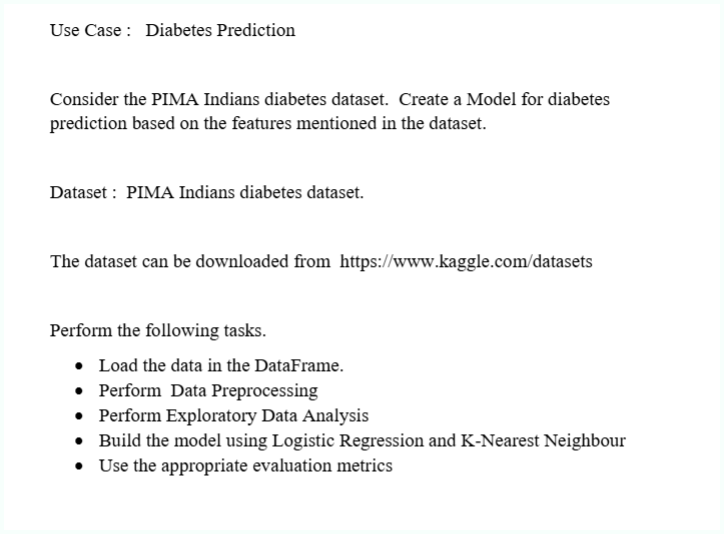 Use Case :   Diabetes Prediction
Consider the PIMA Indians diabetes dataset.  Create a Model for diabetes
prediction based on the features mentioned in the dataset.
Dataset :  PIMA Indians diabetes dataset.
The dataset can be downloaded from  https://www.kaggle.com/datasets
Perform the following tasks.
• Load the data in the DataFrame.
• Perform  Data Preprocessing
• Perform Exploratory Data Analysis
• Build the model using Logistic Regression and K-Nearest Neighbour
• Use the appropriate evaluation metrics